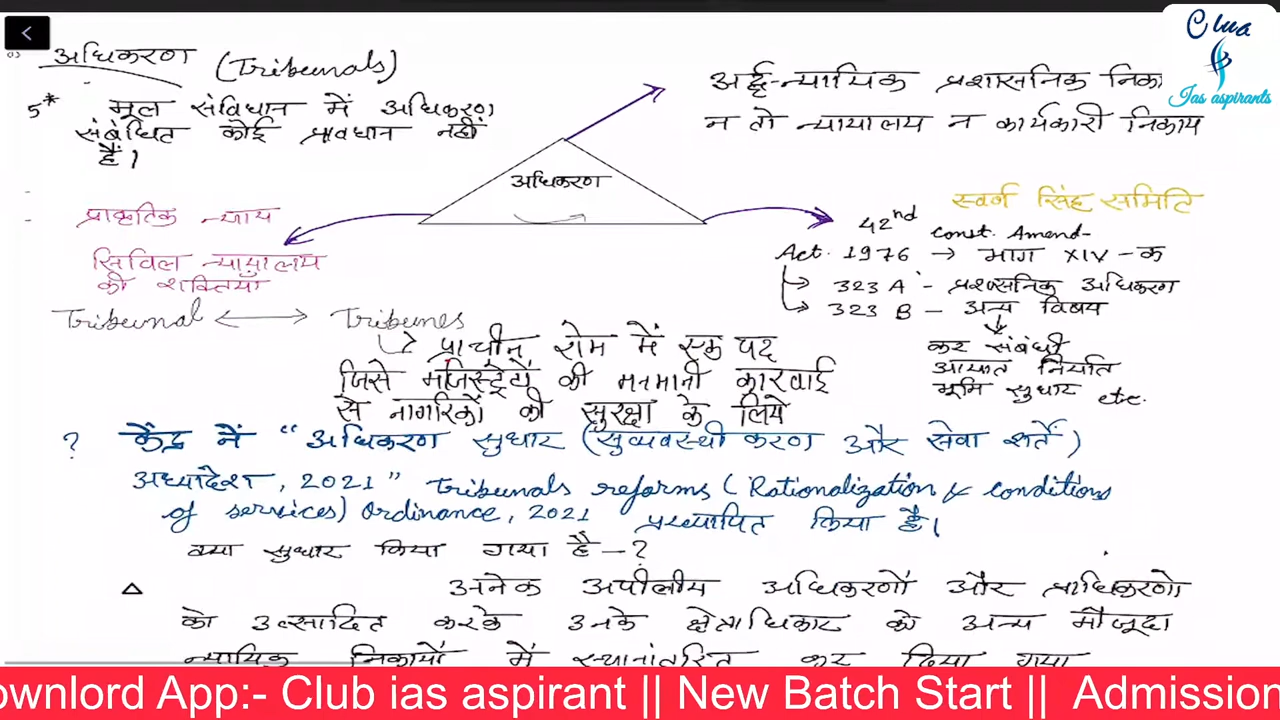 अधिकरण (Tribunals)
5* मूल संविधान में अधिकरण
संबंधित कोई प्रावधान नहीं
हैं।
अर्द्ध-न्यायिक प्रशासनिक निका
न तो न्यायालय न कार्यकारी निकाय
अधिकरण
प्राकृतिक न्याय
सिविल न्यायालय
की शक्तियाँ
स्वर्ण सिंह समिति
42nd Const. Amend-
Act. 1976 → भाग XIV-क
323 A - प्रशासनिक अधिकरण
323 B - अन्य विषय
कर संबंधी
आयात निर्यात
भूमि सुधार etc.
Tribunal ↔ Tribunes
प्राचीन रोम में एक पद
जिसे मजिस्ट्रेटों की मनमानी कारवाई
से नागरिकों की सुरक्षा के लिये
? केंद्र नें "अधिकरण सुधार (सुव्यवस्थीकरण और सेवा शर्तें)
अध्यादेश, 2021" Tribunals reforms (Rationalization & conditions
of services) Ordinance, 2021 प्रख्यापित किया है।
क्या सुधार किया गया है -?
अनेक अपीलीय अधिकरणों और प्राधिकरणो
को उत्सादित करके उनके क्षेत्राधिकार को अन्य मौजूदा
न्यायिक निकायों में स्थानांतरित कर दिया गया
Clua
Ias aspirants
ownlord App:- Club ias aspirant || New Batch Start || Admission